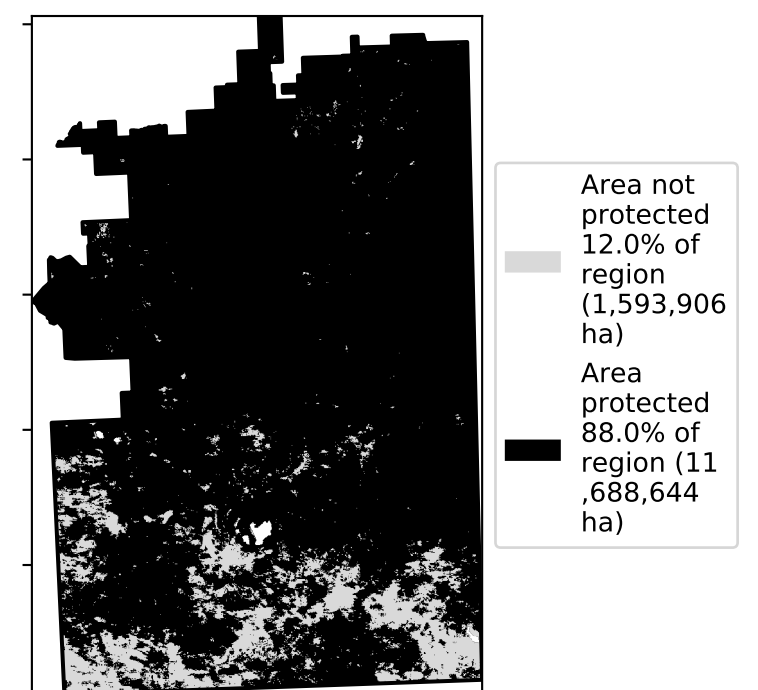 Area not
protected
12.0% of
region
(1,593,906
ha)
Area
protected
88.0% of
region (11
,688,644
ha)